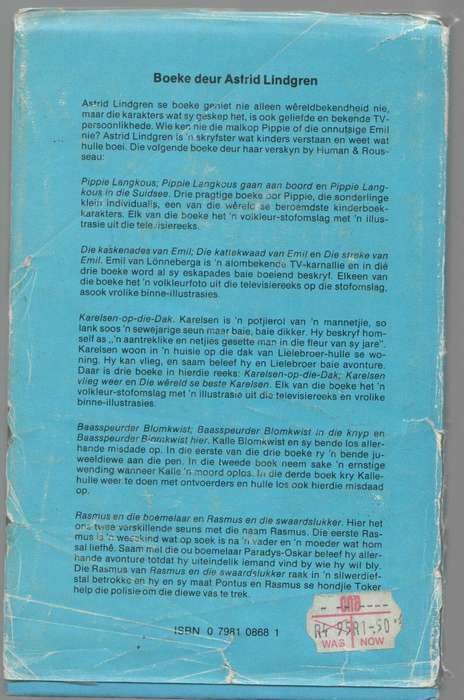 Boeke deur Astrid Lindgren
Astrid Lindgren se boeke geniet nie alleen wêreldbekendheid nie,
maar die karakters wat sy geskep het, is ook geliefde en bekende TV-
persoonlikhede. Wie ken nie die malkop Pippie of die onnutsige Emil
nie? Astrid Lindgren is 'n skryfster wat kinders verstaan en weet wat
hulle boei. Die volgende boeke deur haar verskyn by Human & Rous-
seau:
Pippie Langkous; Pippie Langkous gaan aan boord en Pippie Lang-
kous in die Suidsee. Drie pragtige boeke oor Pippie, die sonderlinge
klein individualis, een van die wêreld se beroemdste kinderboek-
karakters. Elk van die boeke het 'n volkleur-stofomslag met 'n illus-
trasie uit die televisiereeks.
Die kaskenades van Emil; Die kattekwaad van Emil en Die streke van
Emil. Emil van Lönneberga is 'n alombekende TV-karnallie en in dié
drie boeke word al sy eskapades baie boeiend beskryf. Elkeen van
die boeke het 'n volkleurfoto uit die televisiereeks op die stofomslag,
asook vrolike binne-illustrasies.
Karelsen-op-die-Dak. Karelsen is 'n potjierol van 'n mannetjie, so
lank soos 'n sewejarige seun maar baie, baie dikker. Hy beskryf hom-
self as „'n aantreklike en netjies gesette man in die fleur van sy jare”.
Karelsen woon in 'n huisie op die dak van Lielebroer-hulle se wo-
ning. Hy kan vlieg, en saam beleef hy en Lielebroer baie avonture.
Daar is drie boeke in hierdie reeks: Karelsen-op-die-Dak; Karelsen
vlieg weer en Die wêreld se beste Karelsen. Elk van die boeke het 'n
volkleur-stofomslag met 'n illustrasie uit die televisiereeks en vrolike
binne-illustrasies.
Baasspeurder Blomkwist; Baasspeurder Blomkwist in die knyp en
Baasspeurder Blomkwist hier. Kalle Blomkwist en sy bende los aller-
hande misdade op. In die eerste van die drie boeke ry 'n bende ju-
weeldiewe aan die pen. In die tweede boek neem sake 'n ernstige
wending wanneer Kalle 'n moord oplos. In die derde boek kry Kalle-
hulle weer te doen met ontvoerders en hulle los ook hierdie misdaad
op.
Rasmus en die boemelaar en Rasmus en die swaardslukker. Hier het
ons twee verskillende seuns met die naam Rasmus. Die eerste Ras-
mus is 'n weeskind wat op soek is na 'n vader en 'n moeder wat hom
sal liefhê. Saam met die ou boemelaar Paradys-Oskar beleef hy aller-
hande avonture totdat hy uiteindelik iemand vind by wie hy wil bly.
Die Rasmus van Rasmus en die swaardslukker raak in 'n silwerdief-
stal betrokke en hy en sy maat Pontus en Rasmus se hondjie Toker
help die polisie om die diewe vas te trek.
ISBN 0 7981 0868 1
WAS NOW